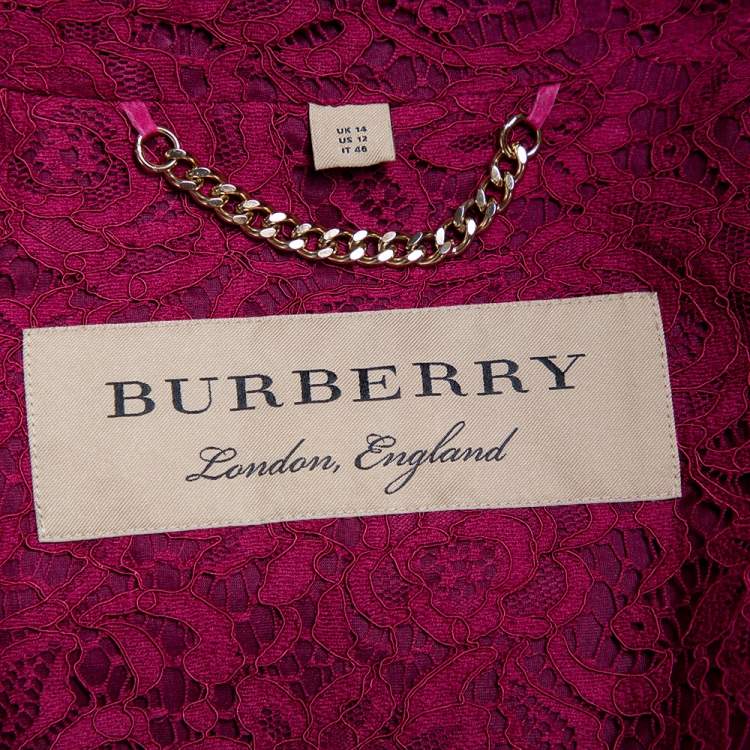 UK 14
US 12
IT 46
BURBERRY
London, England